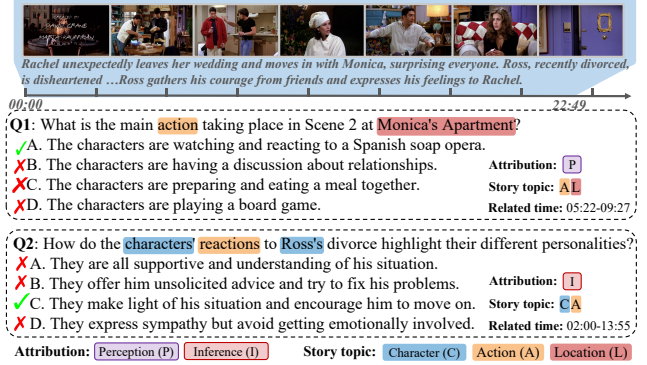 Rachel unexpectedly leaves her wedding and moves in with Monica, surprising everyone. Ross, recently divorced,
is disheartened …Ross gathers his courage from friends and expresses his feelings to Rachel.
00:00
22:49
Q1: What is the main action taking place in Scene 2 at Monica's Apartment?
✓A. The characters are watching and reacting to a Spanish soap opera.
✗B. The characters are having a discussion about relationships.
✗C. The characters are preparing and eating a meal together.
✗D. The characters are playing a board game.
Attribution: P
Story topic: A L
Related time: 05:22-09:27
Q2: How do the characters' reactions to Ross's divorce highlight their different personalities?
✗A. They are all supportive and understanding of his situation.
✗B. They offer him unsolicited advice and try to fix his problems.
✓C. They make light of his situation and encourage him to move on.
✗D. They express sympathy but avoid getting emotionally involved.
Attribution: I
Story topic: C A
Related time: 02:00-13:55
Attribution: Perception (P) Inference (I) Story topic: Character (C) Action (A) Location (L)